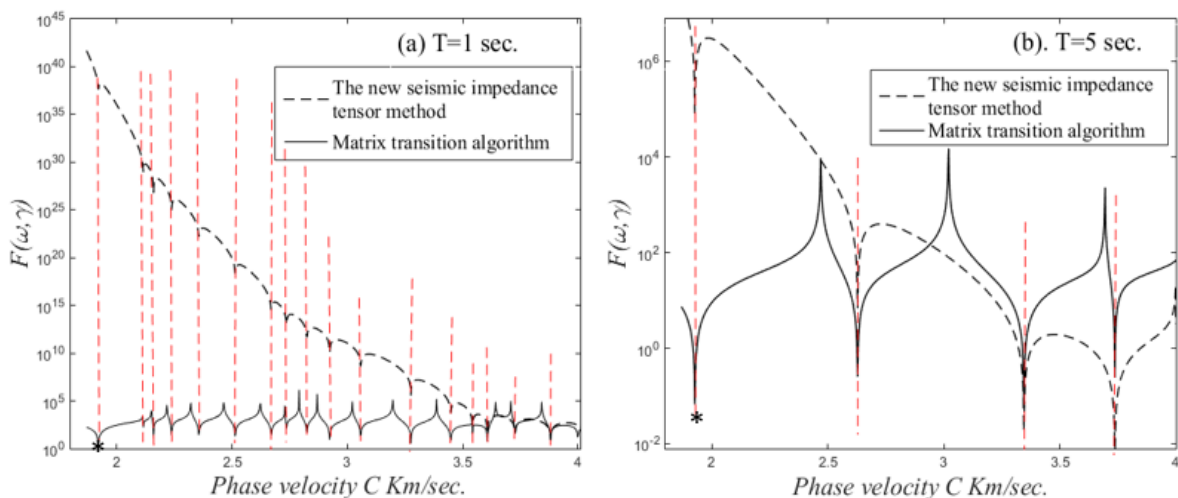 (a) T=1 sec.
The new seismic impedance
tensor method
Matrix transition algorithm
F(ω,γ)
10^45
10^40
10^35
10^30
10^25
10^20
10^15
10^10
10^5
10^0
*
2
2.5
3
3.5
4
Phase velocity C Km/sec.
(b). T=5 sec.
The new seismic impedance
tensor method
Matrix transition algorithm
F(ω,γ)
10^6
10^4
10^2
10^0
10^-2
*
2
2.5
3
3.5
4
Phase velocity C Km/sec.